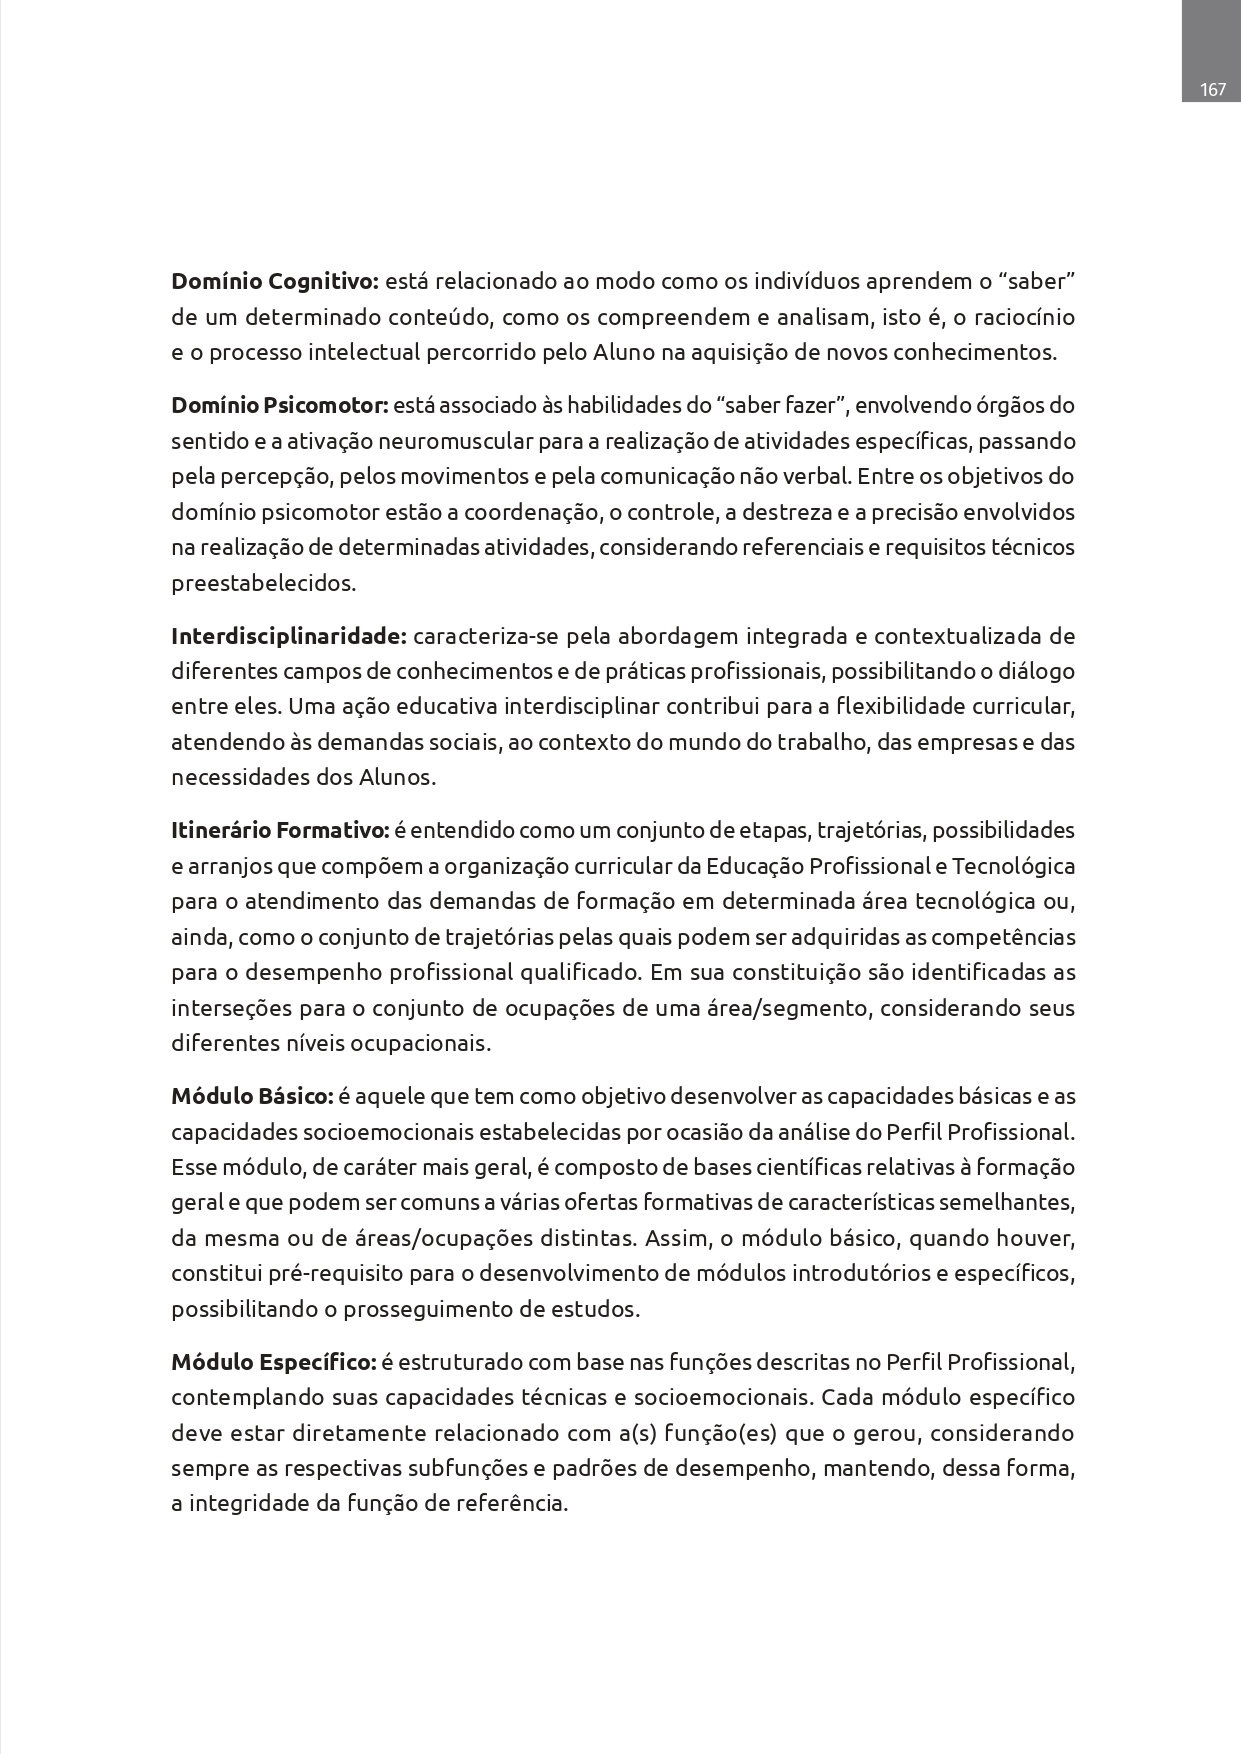 167
Domínio Cognitivo: está relacionado ao modo como os indivíduos aprendem o “saber”
de um determinado conteúdo, como os compreendem e analisam, isto é, o raciocínio
e o processo intelectual percorrido pelo Aluno na aquisição de novos conhecimentos.
Domínio Psicomotor: está associado às habilidades do “saber fazer”, envolvendo órgãos do
sentido e a ativação neuromuscular para a realização de atividades específicas, passando
pela percepção, pelos movimentos e pela comunicação não verbal. Entre os objetivos do
domínio psicomotor estão a coordenação, o controle, a destreza e a precisão envolvidos
na realização de determinadas atividades, considerando referenciais e requisitos técnicos
preestabelecidos.
Interdisciplinaridade: caracteriza-se pela abordagem integrada e contextualizada de
diferentes campos de conhecimentos e de práticas profissionais, possibilitando o diálogo
entre eles. Uma ação educativa interdisciplinar contribui para a flexibilidade curricular,
atendendo às demandas sociais, ao contexto do mundo do trabalho, das empresas e das
necessidades dos Alunos.
Itinerário Formativo: é entendido como um conjunto de etapas, trajetórias, possibilidades
e arranjos que compõem a organização curricular da Educação Profissional e Tecnológica
para o atendimento das demandas de formação em determinada área tecnológica ou,
ainda, como o conjunto de trajetórias pelas quais podem ser adquiridas as competências
para o desempenho profissional qualificado. Em sua constituição são identificadas as
interseções para o conjunto de ocupações de uma área/segmento, considerando seus
diferentes níveis ocupacionais.
Módulo Básico: é aquele que tem como objetivo desenvolver as capacidades básicas e as
capacidades socioemocionais estabelecidas por ocasião da análise do Perfil Profissional.
Esse módulo, de caráter mais geral, é composto de bases científicas relativas à formação
geral e que podem ser comuns a várias ofertas formativas de características semelhantes,
da mesma ou de áreas/ocupações distintas. Assim, o módulo básico, quando houver,
constitui pré-requisito para o desenvolvimento de módulos introdutórios e específicos,
possibilitando o prosseguimento de estudos.
Módulo Específico: é estruturado com base nas funções descritas no Perfil Profissional,
contemplando suas capacidades técnicas e socioemocionais. Cada módulo específico
deve estar diretamente relacionado com a(s) função(es) que o gerou, considerando
sempre as respectivas subfunções e padrões de desempenho, mantendo, dessa forma,
a integridade da função de referência.